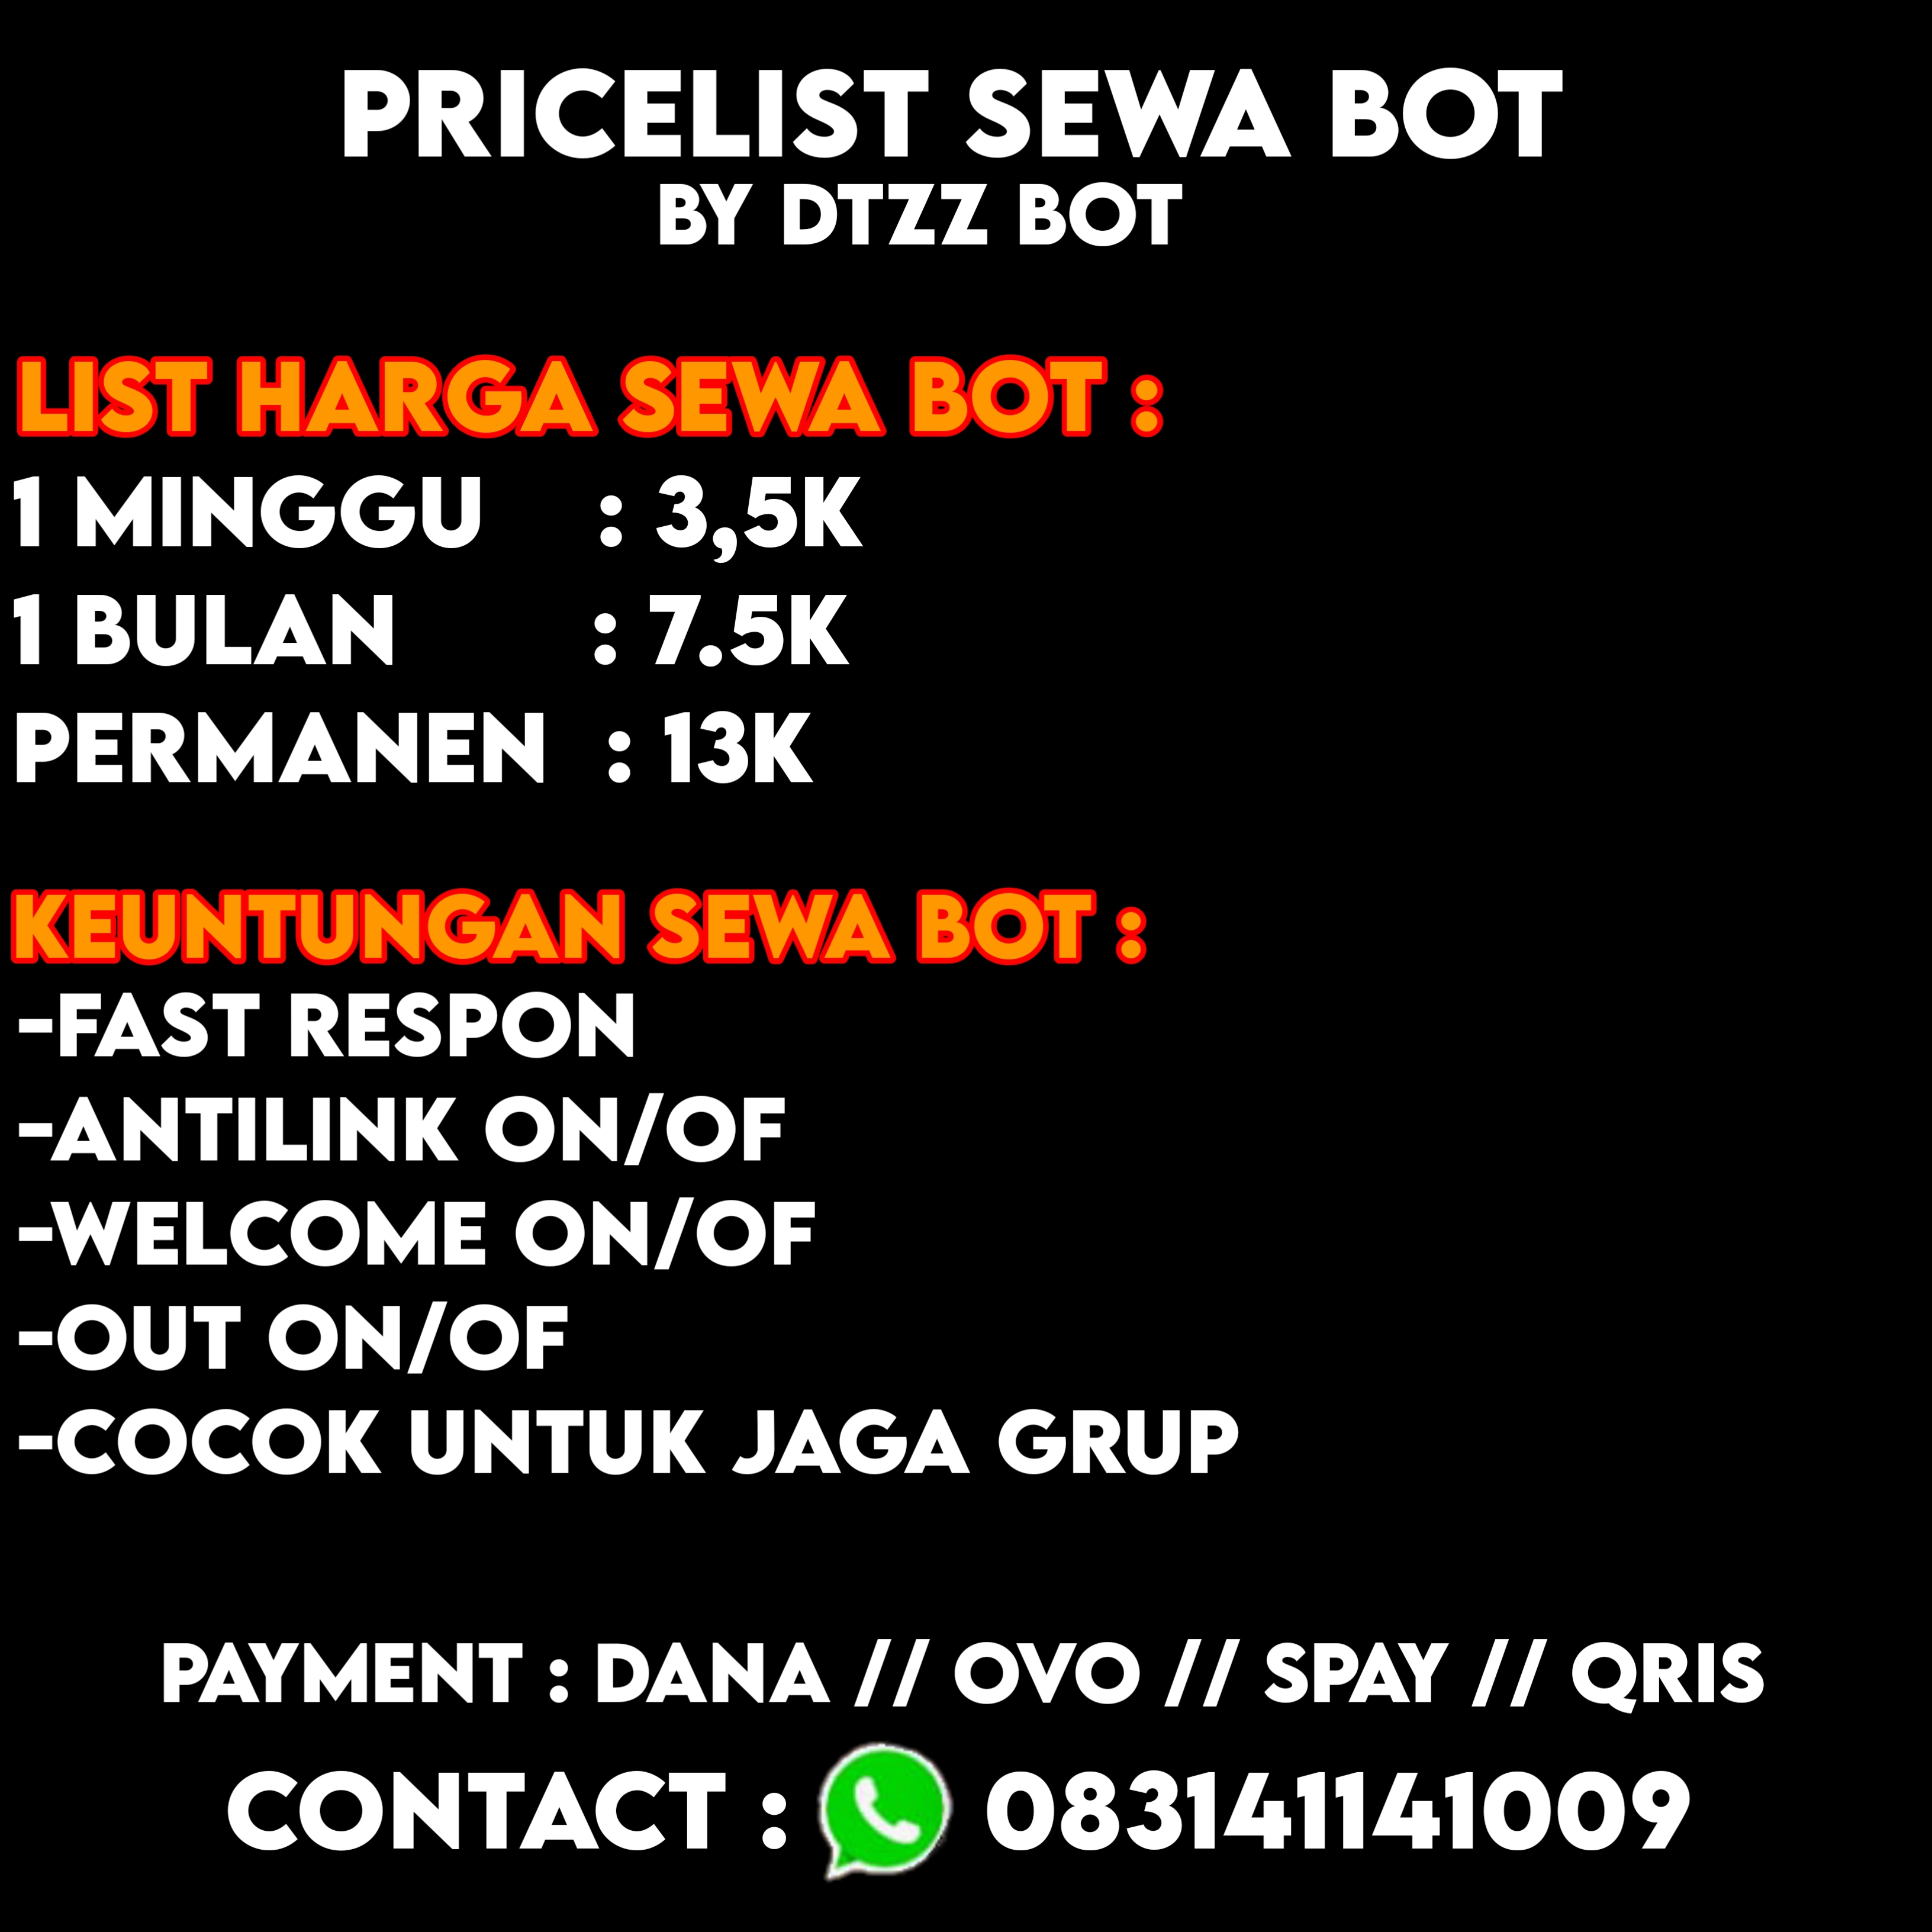 PRICELIST SEWA BOT
BY DTZZ BOT
LIST HARGA SEWA BOT :
1 MINGGU : 3,5K
1 BULAN : 7.5K
PERMANEN : 13K
KEUNTUNGAN SEWA BOT :
-FAST RESPON
-ANTILINK ON/OF
-WELCOME ON/OF
-OUT ON/OF
-COCOK UNTUK JAGA GRUP
PAYMENT : DANA // OVO // SPAY // QRIS
CONTACT : 083141141009